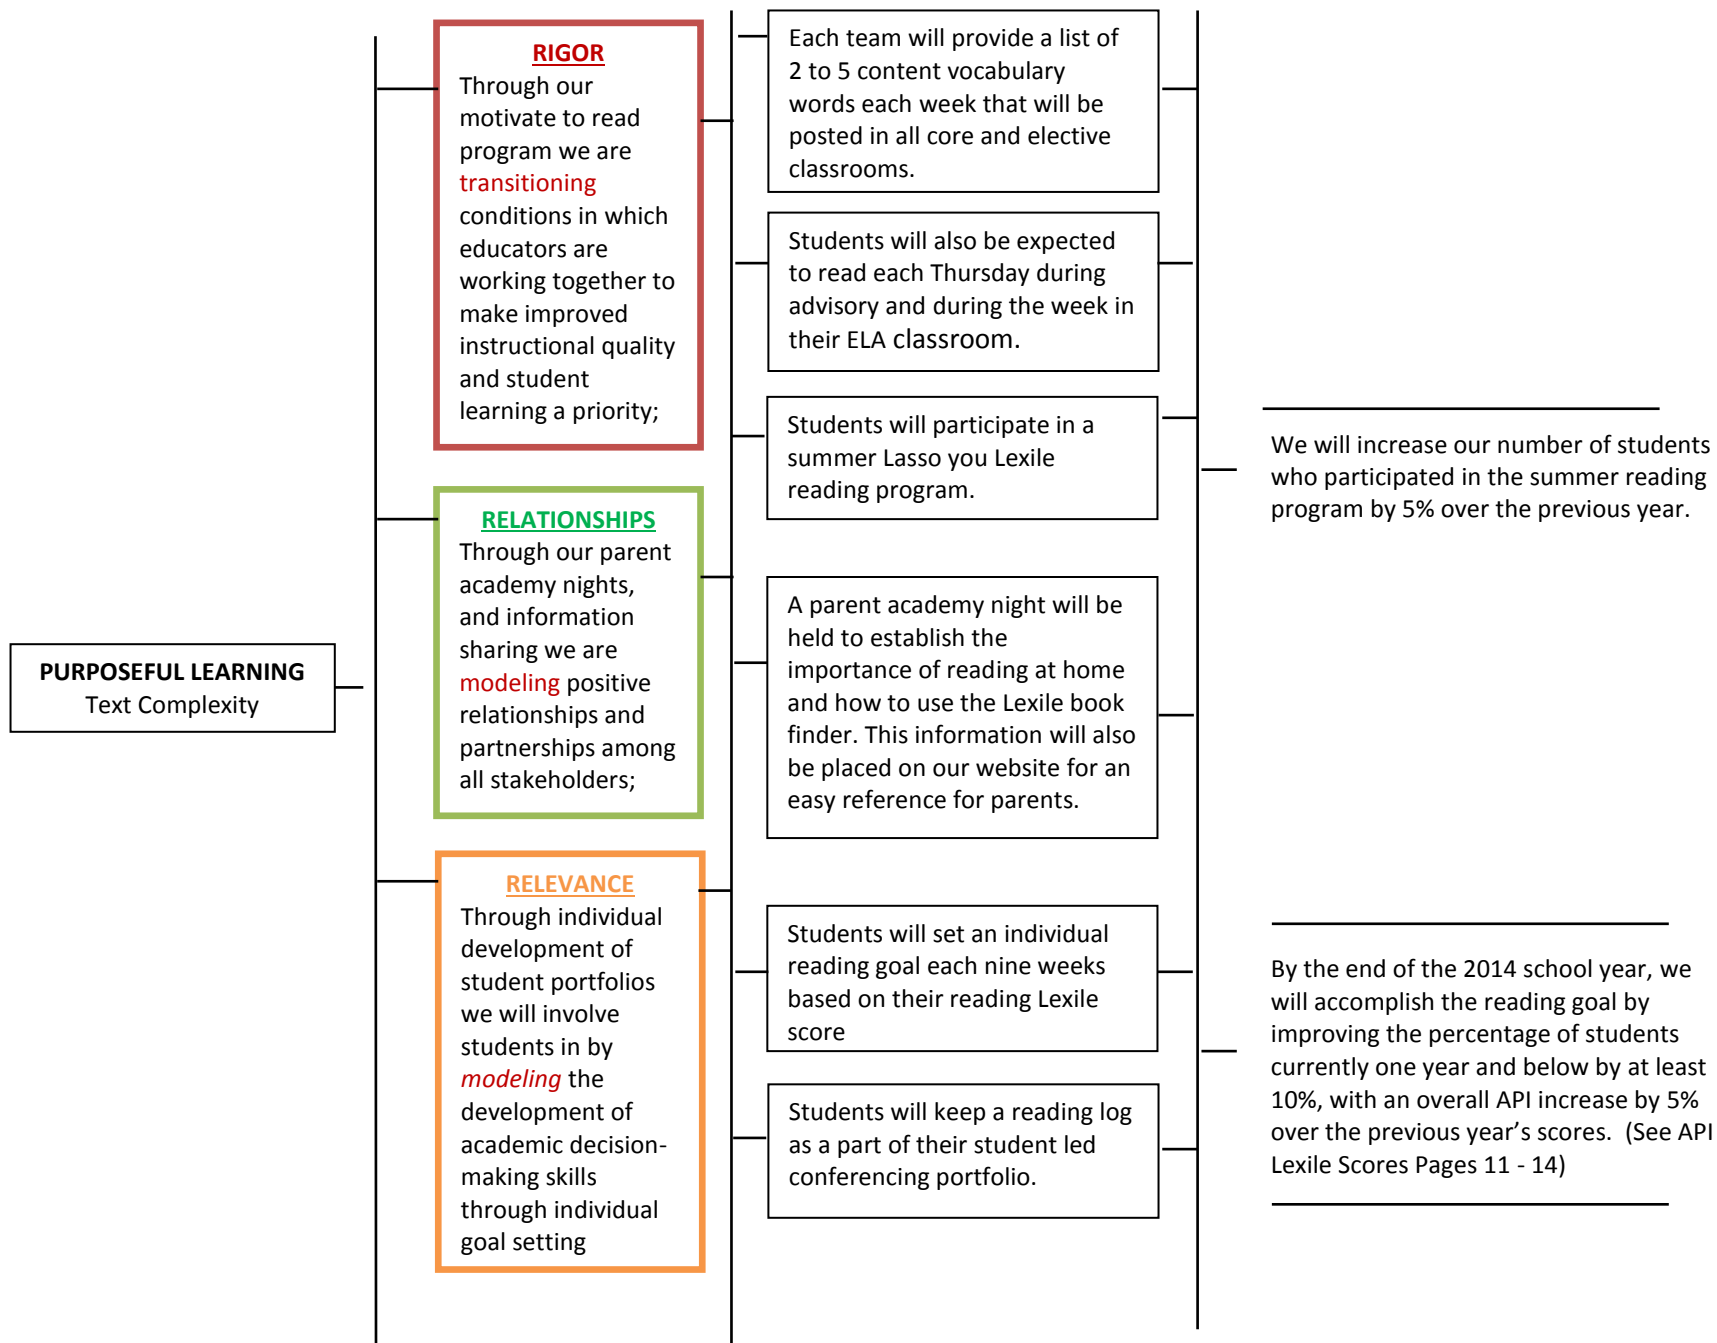 PURPOSEFUL LEARNING
Text Complexity
RIGOR
Through our
motivate to read
program we are
transitioning
conditions in which
educators are
working together to
make improved
instructional quality
and student
learning a priority;
RELATIONSHIPS
Through our parent
academy nights,
and information
sharing we are
modeling positive
relationships and
partnerships among
all stakeholders;
RELEVANCE
Through individual
development of
student portfolios
we will involve
students in by
modeling the
development of
academic decision-
making skills
through individual
goal setting
Each team will provide a list of
2 to 5 content vocabulary
words each week that will be
posted in all core and elective
classrooms.
Students will also be expected
to read each Thursday during
advisory and during the week in
their ELA classroom.
Students will participate in a
summer Lasso you Lexile
reading program.
A parent academy night will be
held to establish the
importance of reading at home
and how to use the Lexile book
finder. This information will also
be placed on our website for an
easy reference for parents.
Students will set an individual
reading goal each nine weeks
based on their reading Lexile
score
Students will keep a reading log
as a part of their student led
conferencing portfolio.
We will increase our number of students
who participated in the summer reading
program by 5% over the previous year.
By the end of the 2014 school year, we
will accomplish the reading goal by
improving the percentage of students
currently one year and below by at least
10%, with an overall API increase by 5%
over the previous year’s scores.  (See API
Lexile Scores Pages 11 - 14)